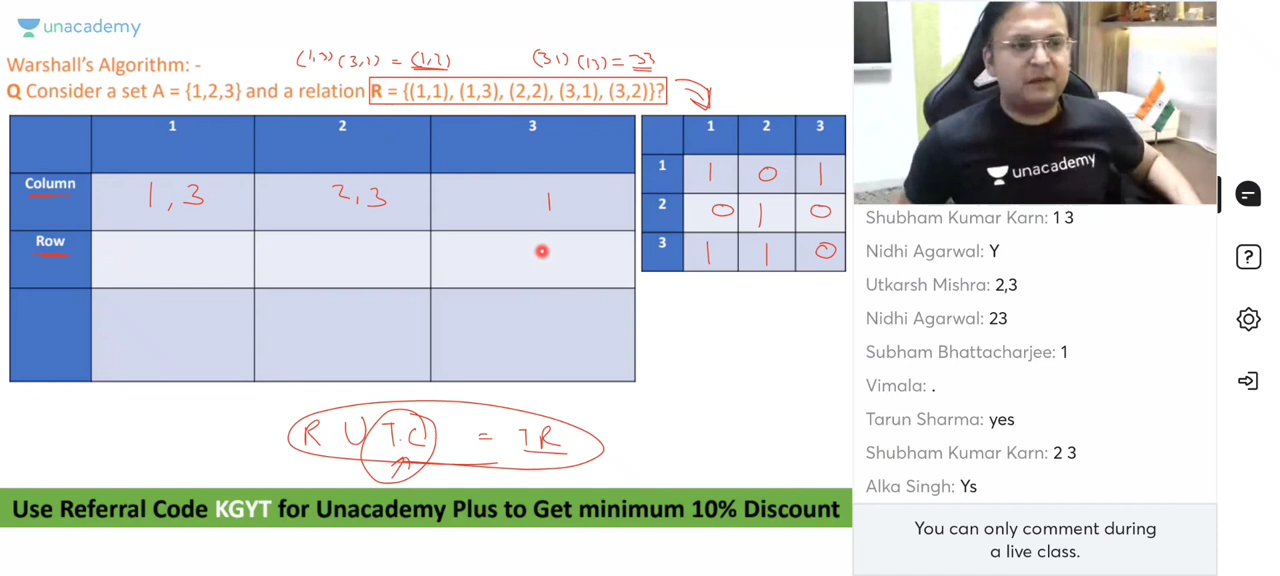 unacademy
(1,3) (3,1) = (1,1)
(3,1) (1,3) = 33
Warshall's Algorithm: -
Q Consider a set A = {1,2,3} and a relation R = {(1,1), (1,3), (2,2), (3,1), (3,2)}?
1 2 3
Column 1,3 2,3 1
Row
1 2 3
1 1 0 1
2 0 1 0
3 1 1 0
R U T.C = TR
Use Referral Code KGYT for Unacademy Plus to Get minimum 10% Discount
unacademy
Shubham Kumar Karn: 1 3
Nidhi Agarwal: Y
Utkarsh Mishra: 2,3
Nidhi Agarwal: 23
Subham Bhattacharjee: 1
Vimala: .
Tarun Sharma: yes
Shubham Kumar Karn: 2 3
Alka Singh: Ys
You can only comment during
a live class.